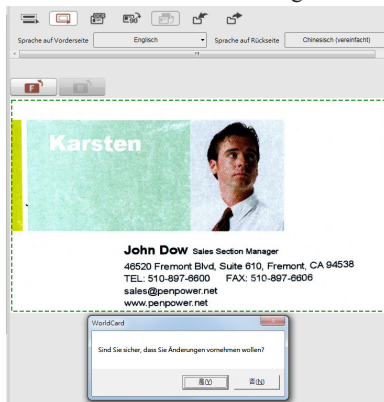 Sprache auf Vorderseite Englisch Sprache auf Rückseite Chinesisch (vereinfacht)
F
Karsten
John Dow Sales Section Manager
46520 Fremont Blvd, Suite 610, Fremont, CA 94538
TEL: 510-897-6600 FAX: 510-897-6606
sales@penpower.net
www.penpower.net
WorldCard
Sind Sie sicher, dass Sie Änderungen vornehmen wollen?
是(Y) 否(N)